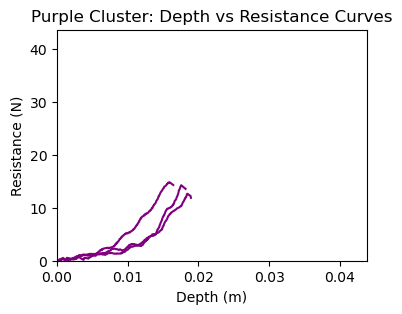 Purple Cluster: Depth vs Resistance Curves
Resistance (N)
40
30
20
10
0
0.00 0.01 0.02 0.03 0.04
Depth (m)